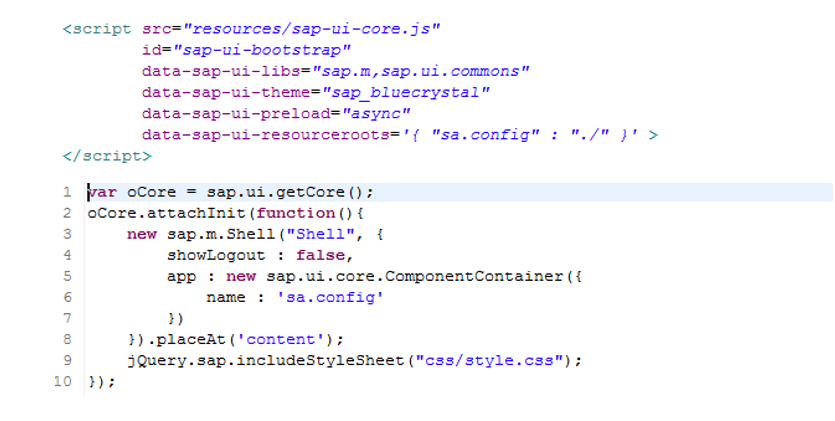 <script src="resources/sap-ui-core.js"
id="sap-ui-bootstrap"
data-sap-ui-libs="sap.m,sap.ui.commons"
data-sap-ui-theme="sap_bluecrystal"
data-sap-ui-preload="async"
data-sap-ui-resourceroots='{ "sa.config" : "./" }' >
</script>
1 var oCore = sap.ui.getCore();
2 oCore.attachInit(function(){
3 new sap.m.Shell("Shell", {
4 showLogout : false,
5 app : new sap.ui.core.ComponentContainer({
6 name : 'sa.config'
7 })
8 }).placeAt('content');
9 jQuery.sap.includeStyleSheet("css/style.css");
10 });